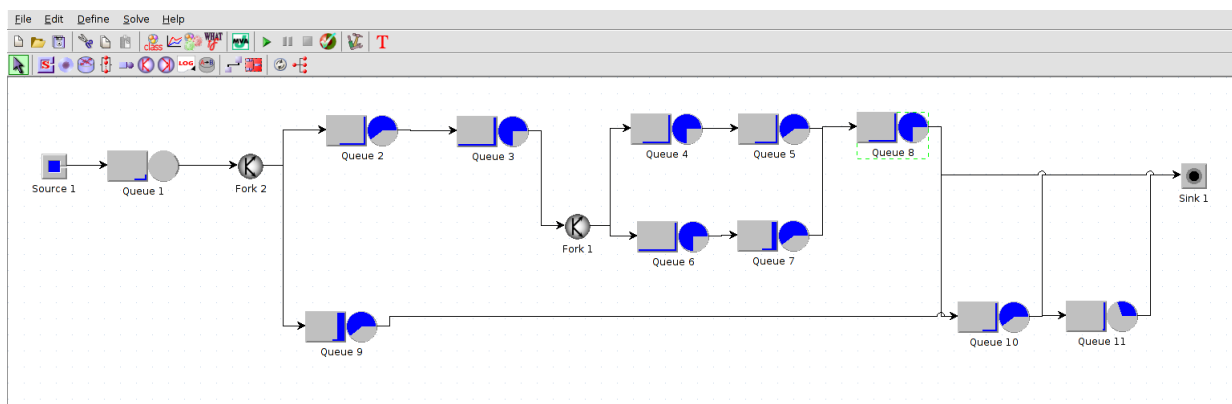 File Edit Define Solve Help
class WHAT
IF
MVA T
S LOG
Queue 2
Queue 3
Queue 4
Queue 5
Queue 8
Source 1
Queue 1
Fork 2
Sink 1
Fork 1
Queue 6
Queue 7
Queue 9
Queue 10
Queue 11